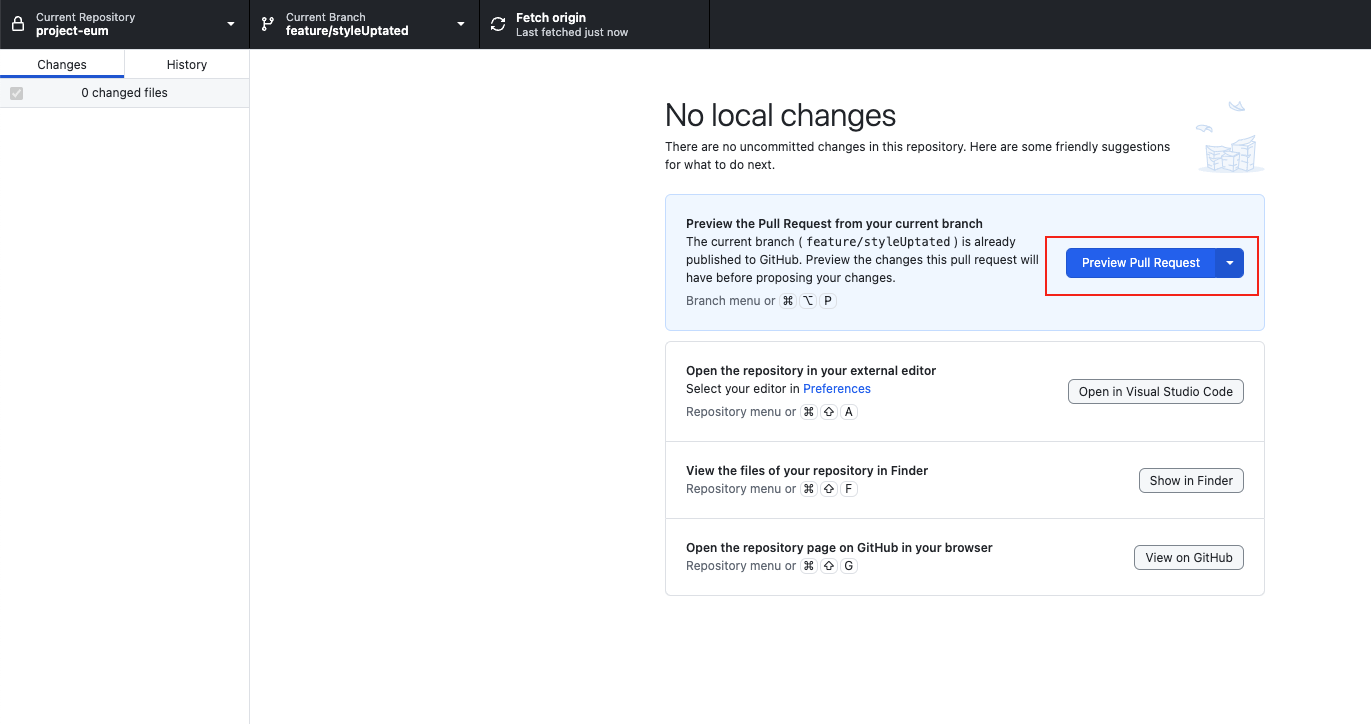 Current Repository
project-eum
Current Branch
feature/styleUptated
Fetch origin
Last fetched just now
Changes
History
0 changed files
No local changes
There are no uncommitted changes in this repository. Here are some friendly suggestions
for what to do next.
Preview the Pull Request from your current branch
The current branch ( feature/styleUptated ) is already
published to GitHub. Preview the changes this pull request will
have before proposing your changes.
Branch menu or ⌘ ⌥ P
Preview Pull Request
Open the repository in your external editor
Select your editor in Preferences
Repository menu or ⌘ ⇧ A
Open in Visual Studio Code
View the files of your repository in Finder
Repository menu or ⌘ ⇧ F
Show in Finder
Open the repository page on GitHub in your browser
Repository menu or ⌘ ⇧ G
View on GitHub